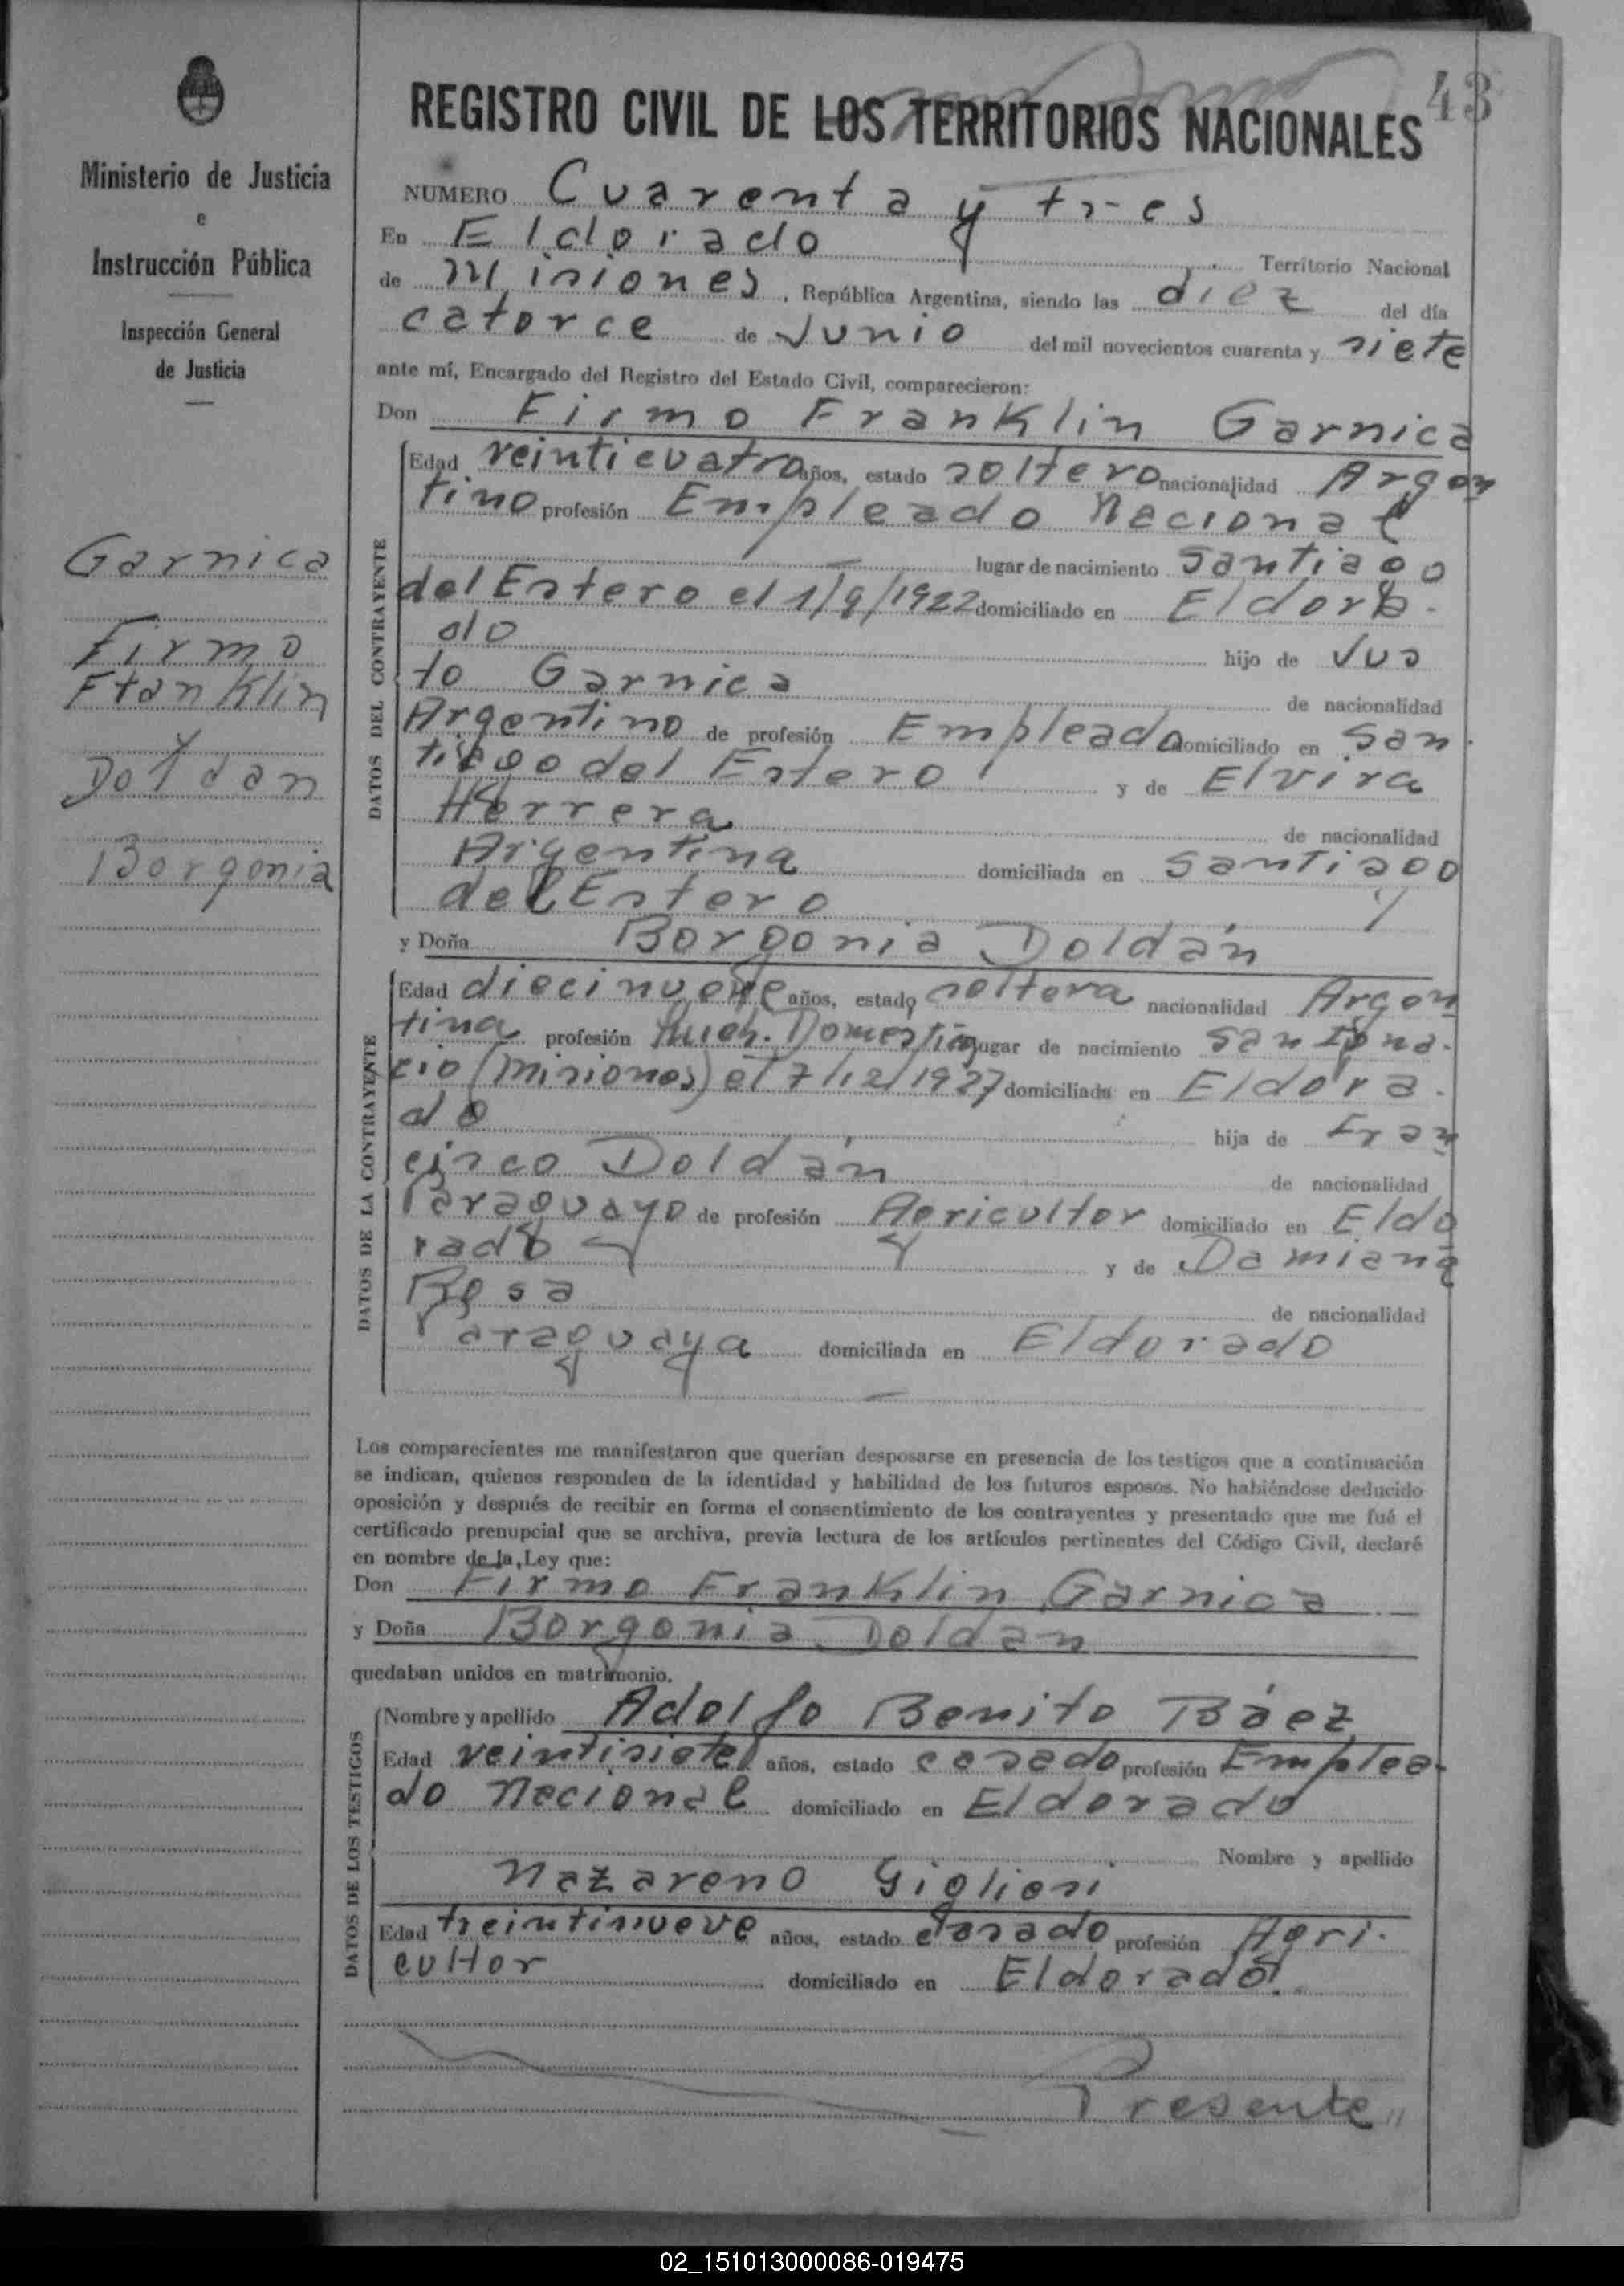 43
REGISTRO CIVIL DE LOS TERRITORIOS NACIONALES
Ministerio de Justicia
e
Instrucción Pública
Inspección General
de Justicia
Garnica
Firmo
Franklin
y
Doldan
Borgonia
NUMERO Cuarenta y tres
En Eldorado Territorio Nacional
de Misiones, República Argentina, siendo las diez del día
catorce de Junio del mil novecientos cuarenta y siete
ante mí, Encargado del Registro del Estado Civil, comparecieron:
Don Firmo Franklin Garnica
DATOS DEL CONTRAYENTE
Edad veinticuatro años, estado soltero nacionalidad Argen
tino profesión Empleado Nacional
lugar de nacimiento Santiago
del Estero el 1/9/1922 domiciliado en Eldora-
do hijo de Jus
to Garnica de nacionalidad
Argentino de profesión Empleado domiciliado en San
tiago del Estero y de Elvira
Herrera de nacionalidad
Argentina domiciliada en Santiago
del Estero
y Doña Borgonia Doldán
DATOS DE LA CONTRAYENTE
Edad diecinueve años, estado soltera nacionalidad Argen
tina profesión Domestic lugar de nacimiento San Igna-
cio (Misiones) el 7/12/1927 domiciliada en Eldora-
do hija de Fran
cisco Doldán de nacionalidad
Paraguayo de profesión Agricultor domiciliado en Eldo
rado y de Damiana
Rosa de nacionalidad
Paraguaya domiciliada en Eldorado
Los comparecientes me manifestaron que querían desposarse en presencia de los testigos que a continuación
se indican, quienes responden de la identidad y habilidad de los futuros esposos. No habiéndose deducido
oposición y después de recibir en forma el consentimiento de los contrayentes y presentado que me fué el
certificado prenupcial que se archiva, previa lectura de los artículos pertinentes del Código Civil, declaré
en nombre de la Ley que:
Don Firmo Franklin Garnica
y Doña Borgonia Doldan
quedaban unidos en matrimonio.
DATOS DE LOS TESTIGOS
Nombre y apellido Adolfo Benito Báez
Edad veintisiete años, estado casado profesión Emplea-
do Nacional domiciliado en Eldorado
Nombre y apellido
Nazareno Gigliosi
Edad treintinueve años, estado casado profesión Agri-
cultor domiciliado en Eldorado.
Presente
02_151013000086-019475